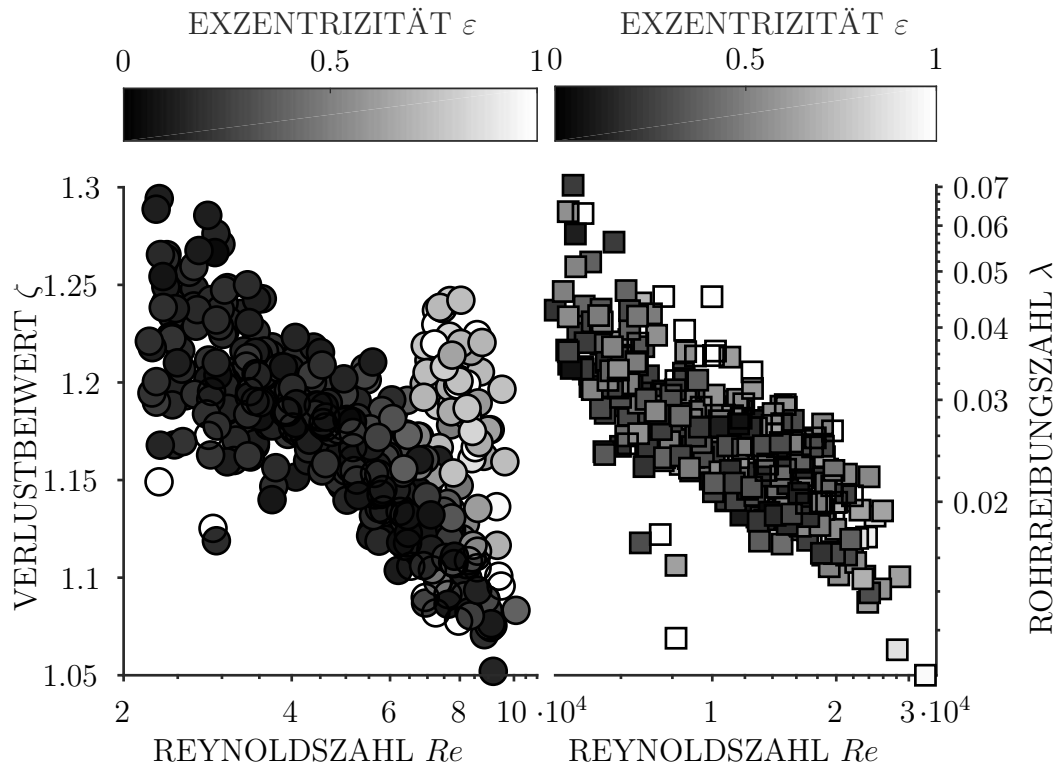 EXZENTRIZITÄT ε
0 0.5 1
EXZENTRIZITÄT ε
0 0.5 1
VERLUSTBEIWERT ζ
1.3
1.25
1.2
1.15
1.1
1.05
2 4 6 8 10 ·10⁴
REYNOLDSZAHL Re
0.07
0.06
0.05
0.04
0.03
0.02
ROHRREIBUNGSZAHL λ
1 2 3 ·10⁴
REYNOLDSZAHL Re